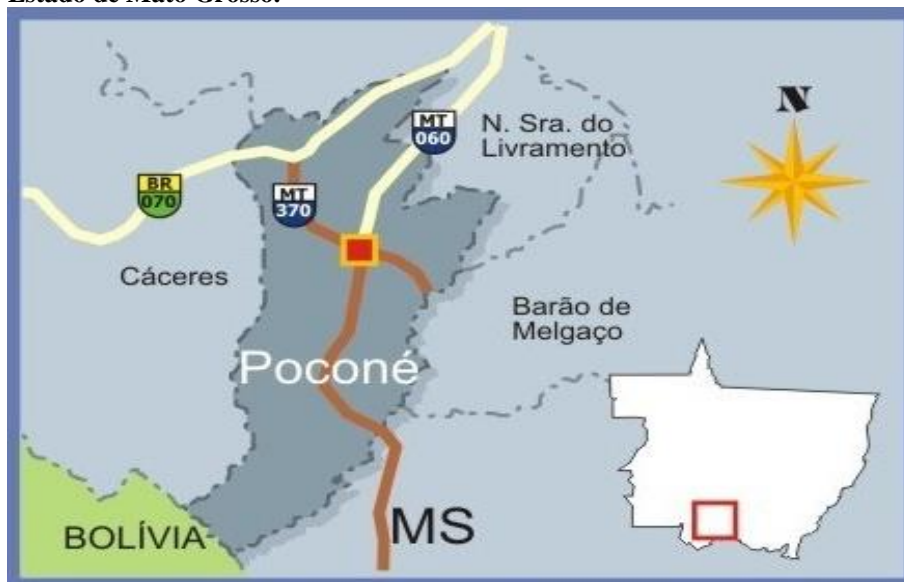 Estado de Mato Grosso.
N
MT
060
N. Sra. do
Livramento
BR
070
MT
370
Cáceres
Barão de
Melgaço
Poconé
MS
BOLÍVIA